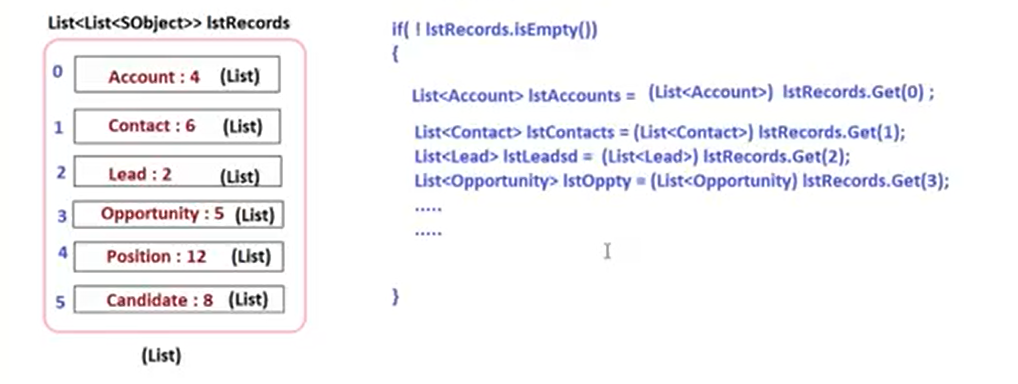 List<List<SObject>> lstRecords
0 Account : 4 (List)
1 Contact : 6 (List)
2 Lead : 2 (List)
3 Opportunity : 5 (List)
4 Position : 12 (List)
5 Candidate : 8 (List)
(List)
if( ! lstRecords.isEmpty())
{
List<Account> lstAccounts = (List<Account>) lstRecords.Get(0) ;
List<Contact> lstContacts = (List<Contact>) lstRecords.Get(1);
List<Lead> lstLeadsd = (List<Lead>) lstRecords.Get(2);
List<Opportunity> lstOppty = (List<Opportunity) lstRecords.Get(3);
.....
.....
}